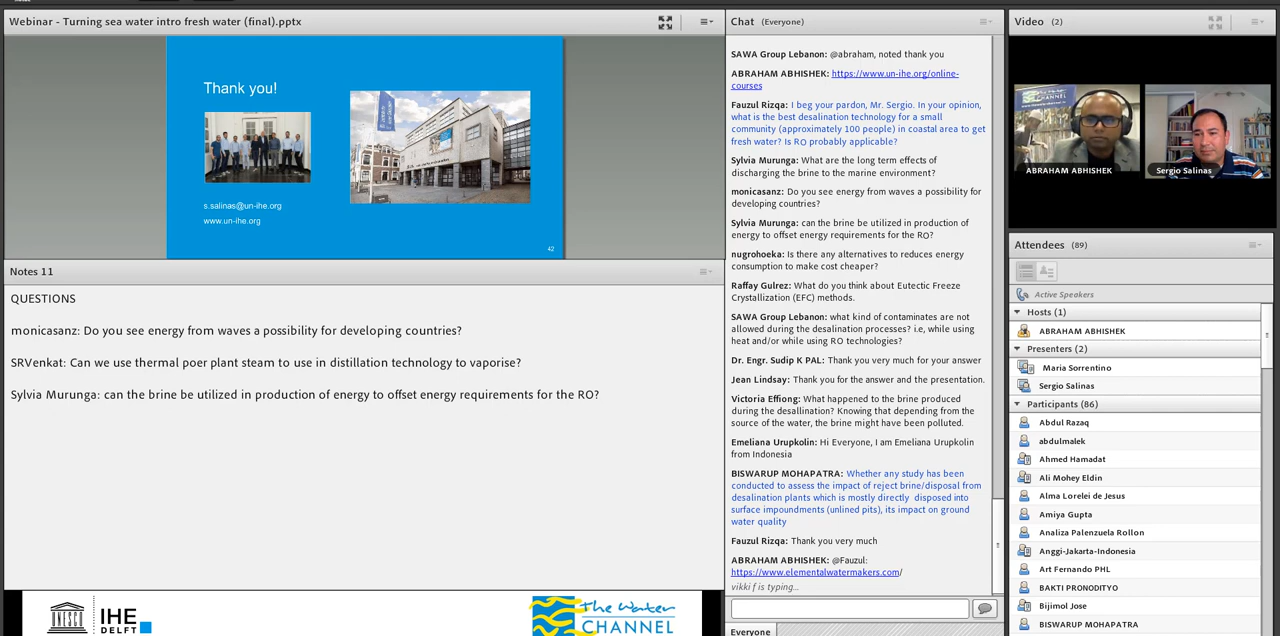 Webinar - Turning sea water intro fresh water (final).pptx
Thank you!
s.salinas@un-ihe.org
www.un-ihe.org
42
Notes 11
QUESTIONS
monicasanz: Do you see energy from waves a possibility for developing countries?
SRVenkat: Can we use thermal poer plant steam to use in distillation technology to vaporise?
Sylvia Murunga: can the brine be utilized in production of energy to offset energy requirements for the RO?
IHE
DELFT
the Water
CHANNEL
Chat (Everyone)
SAWA Group Lebanon: @abraham, noted thank you
ABRAHAM ABHISHEK: https://www.un-ihe.org/online-
courses
Fauzul Rizqa: I beg your pardon, Mr. Sergio. In your opinion,
what is the best desalination technology for a small
community (approximately 100 people) in coastal area to get
fresh water? Is RO probably applicable?
Sylvia Murunga: What are the long term effects of
discharging the brine to the marine environment?
monicasanz: Do you see energy from waves a possibility for
developing countries?
Sylvia Murunga: can the brine be utilized in production of
energy to offset energy requirements for the RO?
nugrohoeka: Is there any alternatives to reduces energy
consumption to make cost cheaper?
Raffay Gulrez: What do you think about Eutectic Freeze
Crystallization (EFC) methods.
SAWA Group Lebanon: what kind of contaminates are not
allowed during the desalination processes? i.e, while using
heat and/or while using RO technologies?
Dr. Engr. Sudip K PAL: Thank you very much for your answer
Jean Lindsay: Thank you for the answer and the presentation.
Victoria Effiong: What happened to the brine produced
during the desallination? Knowing that depending from the
source of the water, the brine might have been polluted.
Emeliana Urupkolin: Hi Everyone, I am Emeliana Urupkolin
from Indonesia
BISWARUP MOHAPATRA: Whether any study has been
conducted to assess the impact of reject brine/disposal from
desalination plants which is mostly directly disposed into
surface impoundments (unlined pits), its impact on ground
water quality
Fauzul Rizqa: Thank you very much
ABRAHAM ABHISHEK: @Fauzul:
https://www.elementalwatermakers.com/
vikki f is typing...
Everyone
Video (2)
CHANNEL
ABRAHAM ABHISHEK
Sergio Salinas
Attendees (89)
Active Speakers
Hosts (1)
ABRAHAM ABHISHEK
Presenters (2)
Maria Sorrentino
Sergio Salinas
Participants (86)
Abdul Razaq
abdulmalek
Ahmed Hamadat
Ali Mohey Eldin
Alma Lorelei de Jesus
Amiya Gupta
Analiza Palenzuela Rollon
Anggi-Jakarta-Indonesia
Art Fernando PHL
BAKTI PRONODITYO
Bijimol Jose
BISWARUP MOHAPATRA